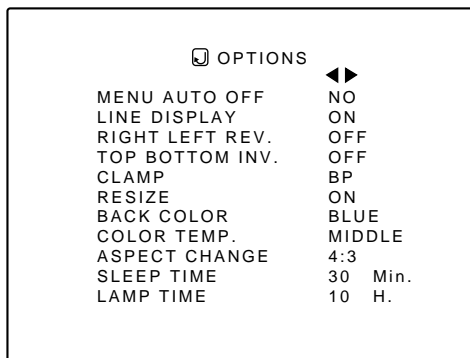 OPTIONS
MENU AUTO OFF NO
LINE DISPLAY ON
RIGHT LEFT REV. OFF
TOP BOTTOM INV. OFF
CLAMP BP
RESIZE ON
BACK COLOR BLUE
COLOR TEMP. MIDDLE
ASPECT CHANGE 4:3
SLEEP TIME 30 Min.
LAMP TIME 10 H.